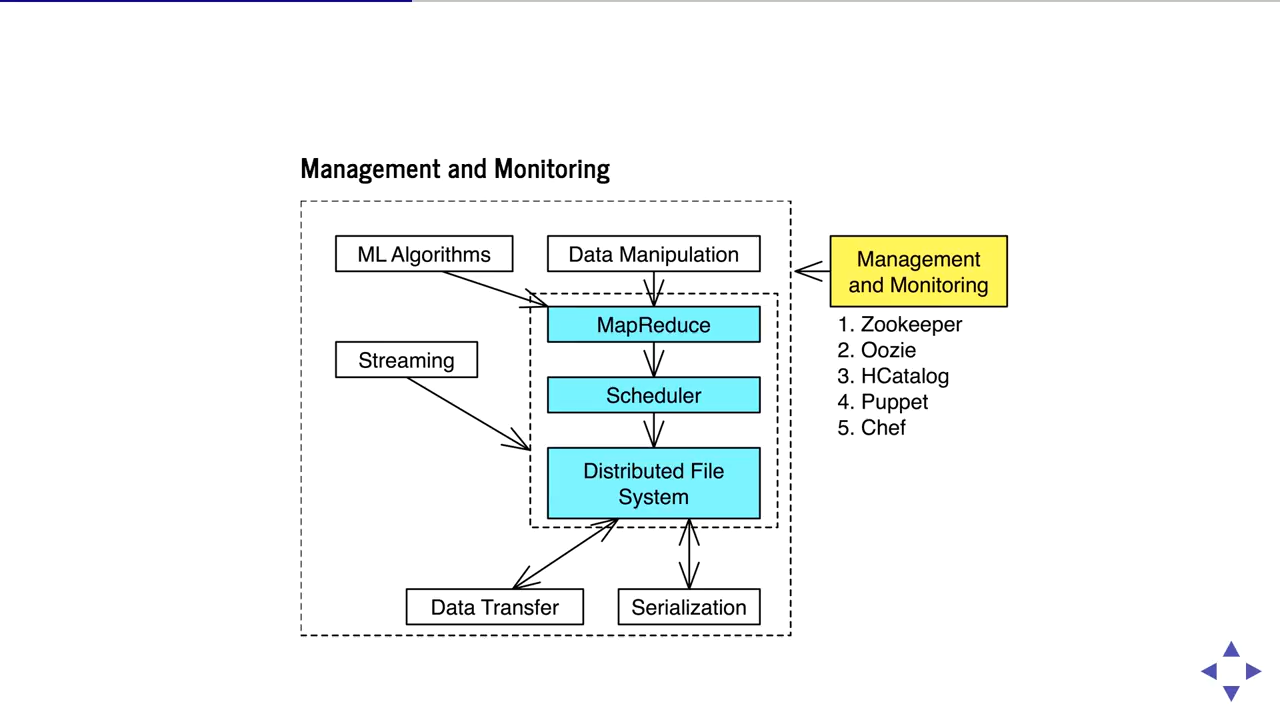 Management and Monitoring
ML Algorithms
Data Manipulation
Management
and Monitoring
MapReduce
1. Zookeeper
2. Oozie
3. HCatalog
4. Puppet
5. Chef
Streaming
Scheduler
Distributed File
System
Data Transfer
Serialization